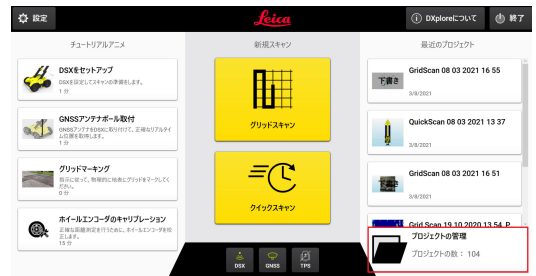 設定
Leica
DXploreについて
終了
チュートリアルアニメ
DSXをセットアップ
DSXを設定してスキャンの準備をします。
1 分
GNSSアンテナポール取付
GNSSアンテナをDSXに取り付けて、正確なリアルタイ
ム位置を取得します。
1 分
グリッドマーキング
指示に従って、物理的に地表にグリッドをマークしてく
ださい。
0 分
ホイールエンコーダのキャリブレーション
正確な距離測定を行うために、ホイールエンコーダを校
正します。
15 分
新規スキャン
グリッドスキャン
クイックスキャン
DSX
GNSS
TPS
最近のプロジェクト
下書き
GridScan 08 03 2021 16 55
3/8/2021
QuickScan 08 03 2021 13 37
3/8/2021
GridScan 08 03 2021 16 51
3/8/2021
Grid Scan 19 10 2020 13 54_P
プロジェクトの管理
プロジェクトの数： 104